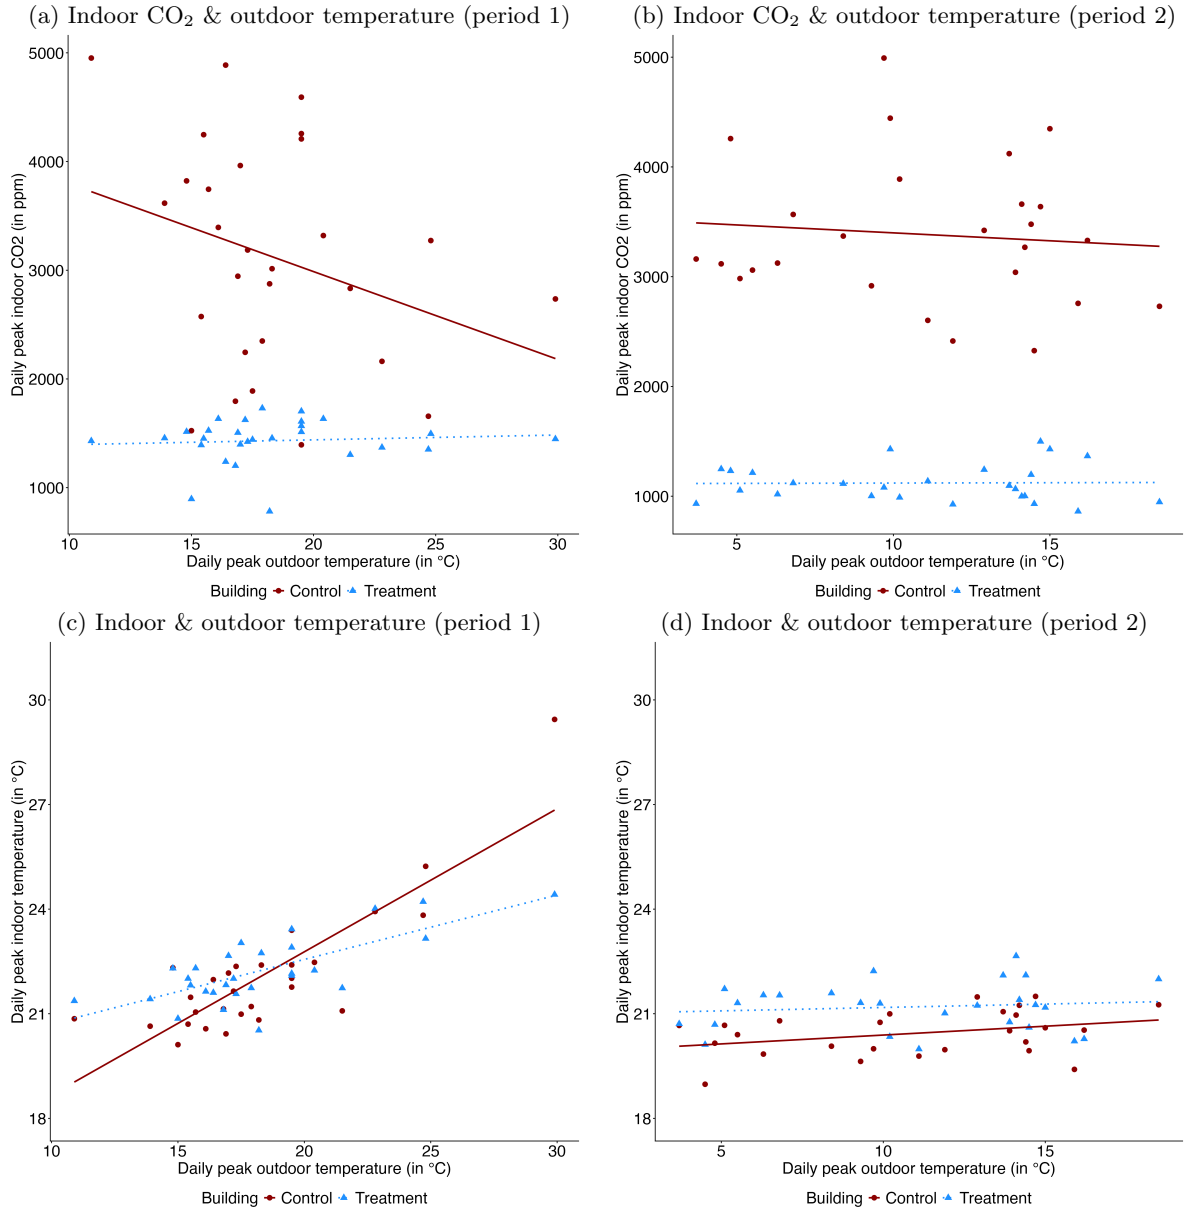 (a) Indoor CO₂ & outdoor temperature (period 1)
5000
4000
3000
2000
1000
Daily peak indoor CO2 (in ppm)
10 15 20 25 30
Daily peak outdoor temperature (in °C)
Building Control Treatment
(b) Indoor CO₂ & outdoor temperature (period 2)
5000
4000
3000
2000
1000
Daily peak indoor CO2 (in ppm)
5 10 15
Daily peak outdoor temperature (in °C)
Building Control Treatment
(c) Indoor & outdoor temperature (period 1)
30
27
24
21
18
Daily peak indoor temperature (in °C)
10 15 20 25 30
Daily peak outdoor temperature (in °C)
Building Control Treatment
(d) Indoor & outdoor temperature (period 2)
30
27
24
21
18
Daily peak indoor temperature (in °C)
5 10 15
Daily peak outdoor temperature (in °C)
Building Control Treatment